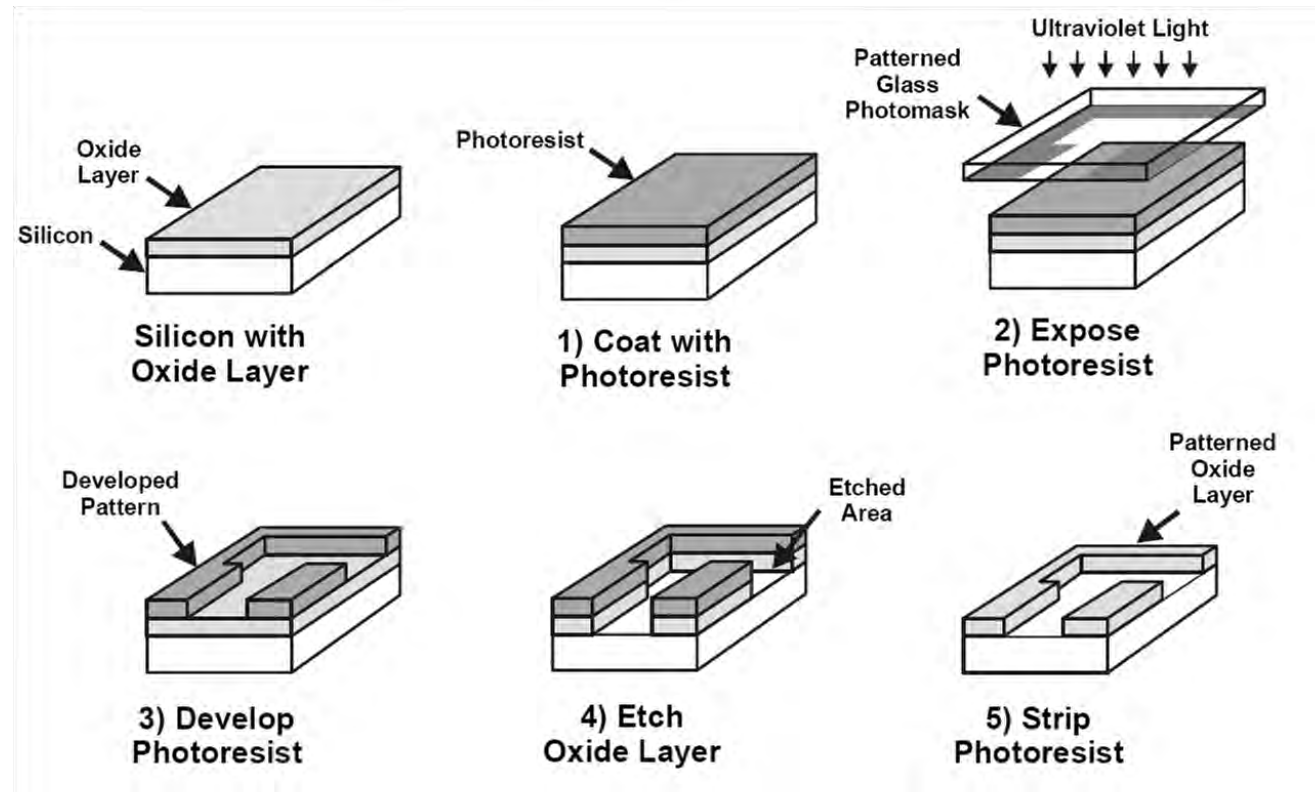 Oxide
Layer
Silicon
Silicon with
Oxide Layer
Photoresist
1) Coat with
Photoresist
Ultraviolet Light
Patterned
Glass
Photomask
2) Expose
Photoresist
Developed
Pattern
3) Develop
Photoresist
Etched
Area
4) Etch
Oxide Layer
Patterned
Oxide
Layer
5) Strip
Photoresist